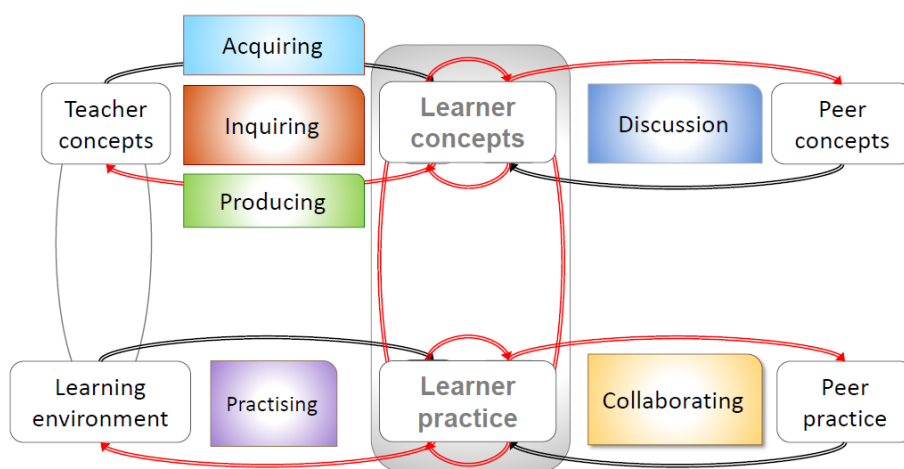 Acquiring
Teacher
concepts
Inquiring
Learner
concepts
Discussion
Peer
concepts
Producing
Learning
environment
Practising
Learner
practice
Collaborating
Peer
practice